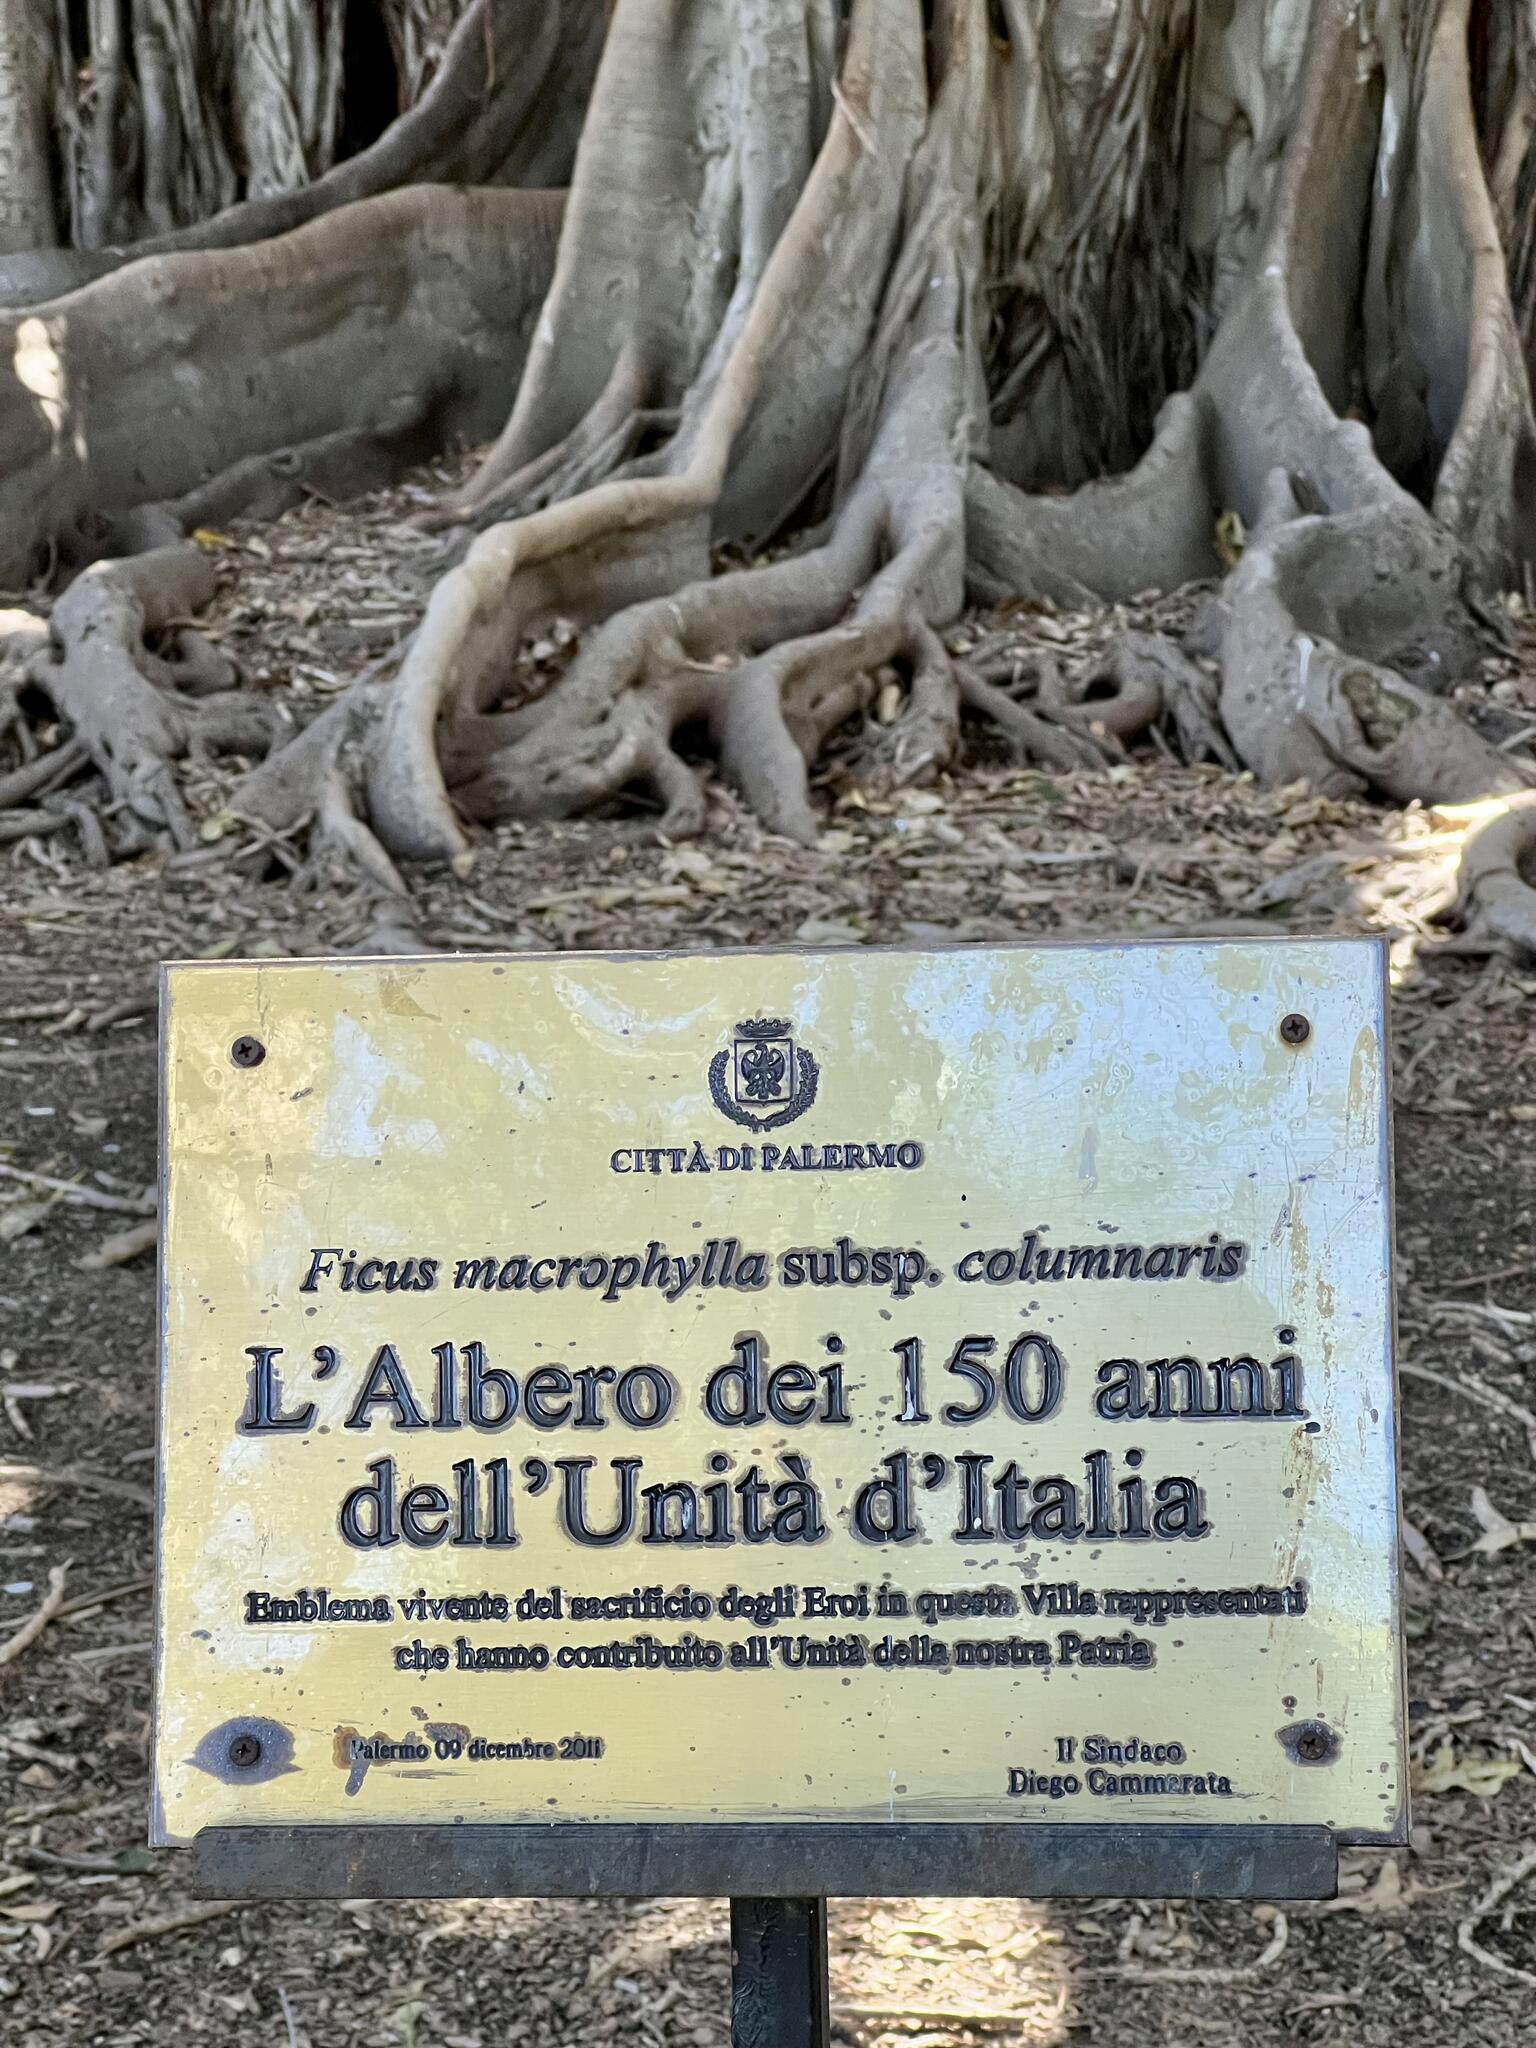 CITTÀ DI PALERMO
Ficus macrophylla subsp. columnaris
L'Albero dei 150 anni
dell'Unità d'Italia
Emblema vivente del sacrificio degli Eroi in questa Villa rappresentati
che hanno contribuito all'Unità della nostra Patria
Palermo 09 dicembre 2011
Il Sindaco
Diego Cammarata